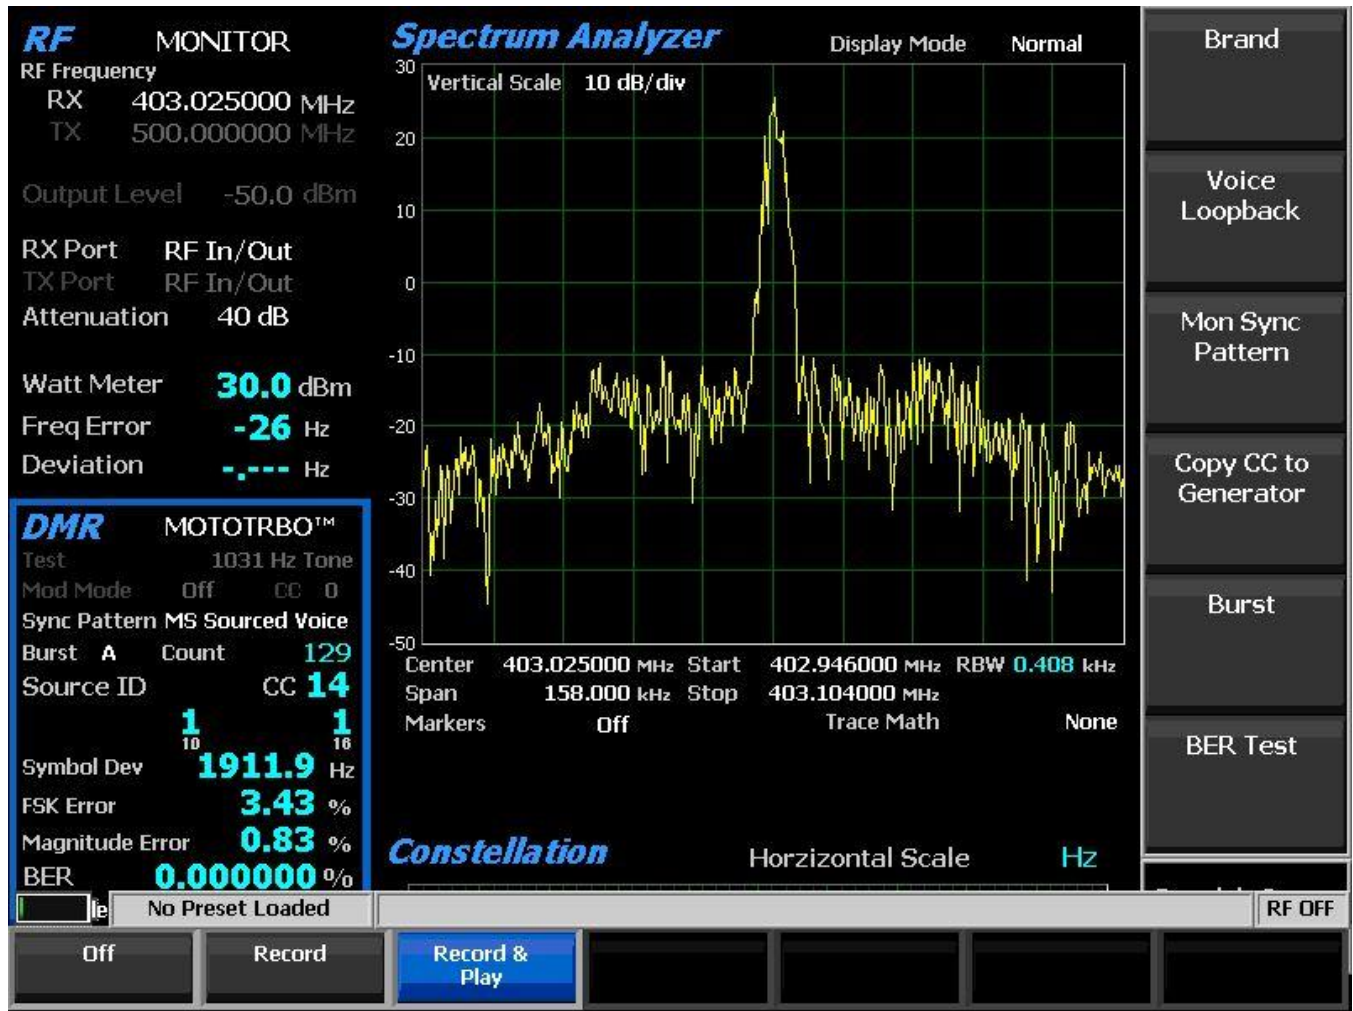 RF MONITOR
RF Frequency
RX 403.025000 MHz
TX 500.000000 MHz
Output Level -50.0 dBm
RX Port RF In/Out
TX Port RF In/Out
Attenuation 40 dB
Watt Meter 30.0 dBm
Freq Error -26 Hz
Deviation -.--- Hz
DMR MOTOTRBO™
Test 1031 Hz Tone
Mod Mode Off CC 0
Sync Pattern MS Sourced Voice
Burst A Count 129
Source ID CC 14
1 1
10 16
Symbol Dev 1911.9 Hz
FSK Error 3.43 %
Magnitude Error 0.83 %
BER 0.000000 %
Spectrum Analyzer Display Mode Normal
Vertical Scale 10 dB/div
30
20
10
0
-10
-20
-30
-40
-50
Center 403.025000 MHz Start 402.946000 MHz RBW 0.408 kHz
Span 158.000 kHz Stop 403.104000 MHz
Markers Off Trace Math None
Constellation Horzizontal Scale Hz
Brand
Voice
Loopback
Mon Sync
Pattern
Copy CC to
Generator
Burst
BER Test
No Preset Loaded RF OFF
Off Record Record &
Play